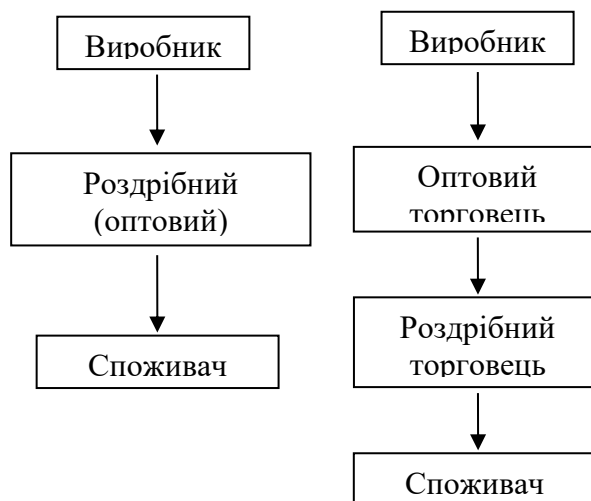 Виробник
Роздрібний
(оптовий)
Споживач
Виробник
Оптовий
торговець
Роздрібний
торговець
Споживач